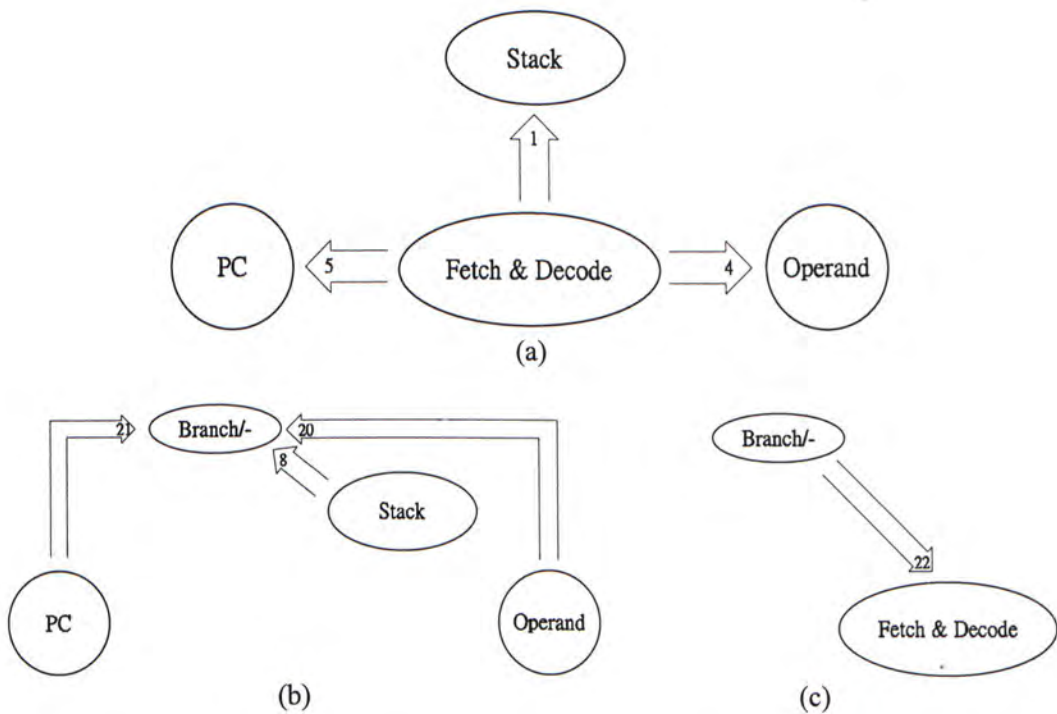 Stack
1
PC
5
Fetch & Decode
4
Operand
(a)
21
Branch/-
20
8
Stack
PC
Operand
(b)
Branch/-
22
Fetch & Decode
(c)